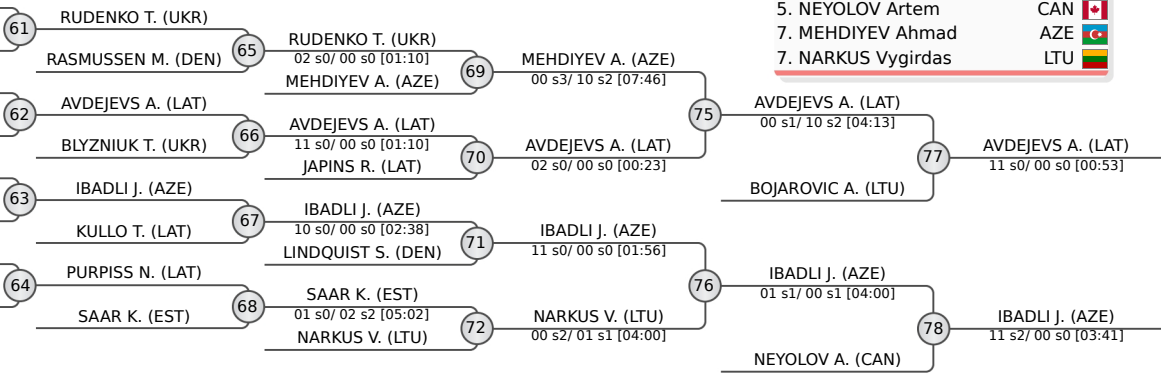 5. NEYOLOV Artem CAN
7. MEHDIYEV Ahmad AZE
7. NARKUS Vygirdas LTU
61
RUDENKO T. (UKR)
RASMUSSEN M. (DEN)
62
AVDEJEVS A. (LAT)
BLYZNIUK T. (UKR)
63
IBADLI J. (AZE)
KULLO T. (LAT)
64
PURPISS N. (LAT)
SAAR K. (EST)
65
RUDENKO T. (UKR)
02 s0/ 00 s0 [01:10]
MEHDIYEV A. (AZE)
66
AVDEJEVS A. (LAT)
11 s0/ 00 s0 [01:10]
JAPINS R. (LAT)
67
IBADLI J. (AZE)
10 s0/ 00 s0 [02:38]
LINDQUIST S. (DEN)
68
SAAR K. (EST)
01 s0/ 02 s2 [05:02]
NARKUS V. (LTU)
69
MEHDIYEV A. (AZE)
00 s3/ 10 s2 [07:46]
70
AVDEJEVS A. (LAT)
02 s0/ 00 s0 [00:23]
71
IBADLI J. (AZE)
11 s0/ 00 s0 [01:56]
72
NARKUS V. (LTU)
00 s2/ 01 s1 [04:00]
75
AVDEJEVS A. (LAT)
00 s1/ 10 s2 [04:13]
BOJAROVIC A. (LTU)
76
IBADLI J. (AZE)
01 s1/ 00 s1 [04:00]
NEYOLOV A. (CAN)
77
AVDEJEVS A. (LAT)
11 s0/ 00 s0 [00:53]
78
IBADLI J. (AZE)
11 s2/ 00 s0 [03:41]